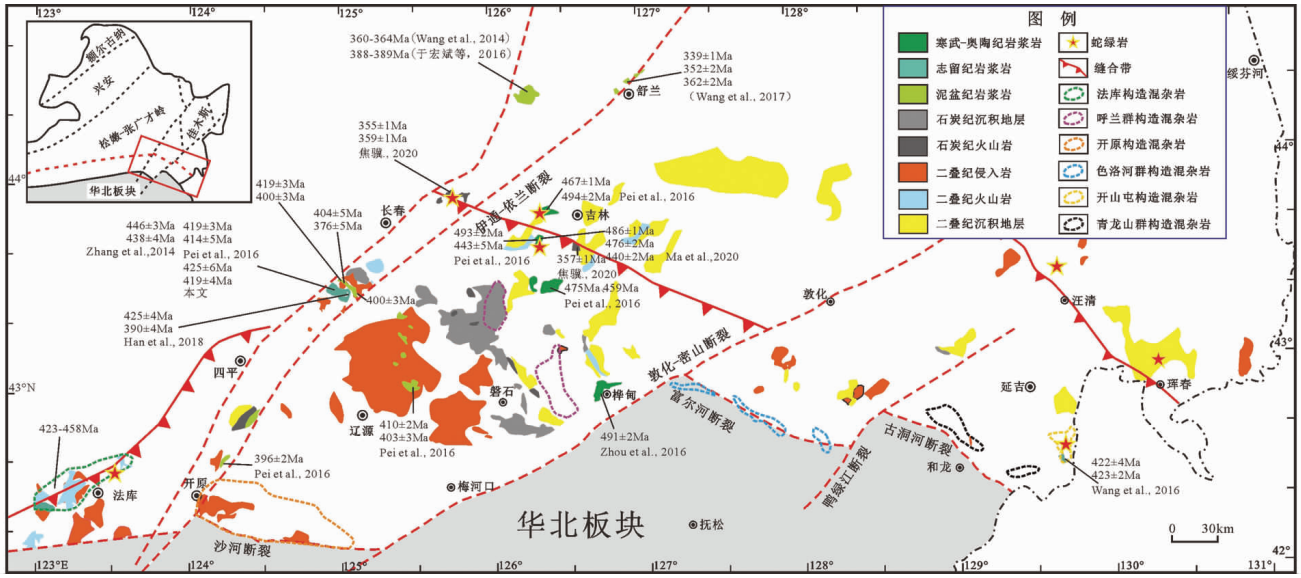 123° 124° 125° 126° 127° 128°
额尔古纳
兴安
松嫩-张广才岭
佳木斯
华北板块
360-364Ma(Wang et al., 2014)
388-389Ma(于宏斌等, 2016)
339±1Ma
352±2Ma
362±2Ma
(Wang et al., 2017)
舒兰
图 例
寒武-奥陶纪岩浆岩
志留纪岩浆岩
泥盆纪岩浆岩
石炭纪沉积地层
石炭纪火山岩
二叠纪侵入岩
二叠纪火山岩
二叠纪沉积地层
蛇绿岩
缝合带
法库构造混杂岩
呼兰群构造混杂岩
开原构造混杂岩
色洛河群构造混杂岩
开山屯构造混杂岩
青龙山群构造混杂岩
绥芬河
44°
44°
355±1Ma
359±1Ma
焦骥, 2020
419±3Ma
400±3Ma
404±5Ma
376±5Ma
长春
伊通-依兰断裂
467±1Ma
494±2Ma Pei et al., 2016
吉林
446±3Ma
438±4Ma
Zhang et al.,2014
419±3Ma
414±5Ma
Pei et al., 2016
425±6Ma
419±4Ma
本文
493±2Ma
443±5Ma
Pei et al., 2016
486±1Ma
476±2Ma
440±2Ma Ma et al., 2020
357±1Ma
焦骥, 2020
475Ma,459Ma
Pei et al., 2016
400±3Ma
425±4Ma
390±4Ma
Han et al., 2018
敦化
汪清
四平
敦化-密山断裂
43°
43°N
磐石
桦甸
富尔河断裂
延吉
珲春
辽源
410±2Ma
403±3Ma
Pei et al., 2016
491±2Ma
Zhou et al., 2016
古洞河断裂
和龙
鸭绿江断裂
423-458Ma
396±2Ma
Pei et al., 2016
422±4Ma
423±2Ma
Wang et al., 2016
法库
开原
梅河口
华北板块
抚松
沙河断裂
0 30km
42°
123°E 124° 125° 126° 127° 128° 129° 130° 131°